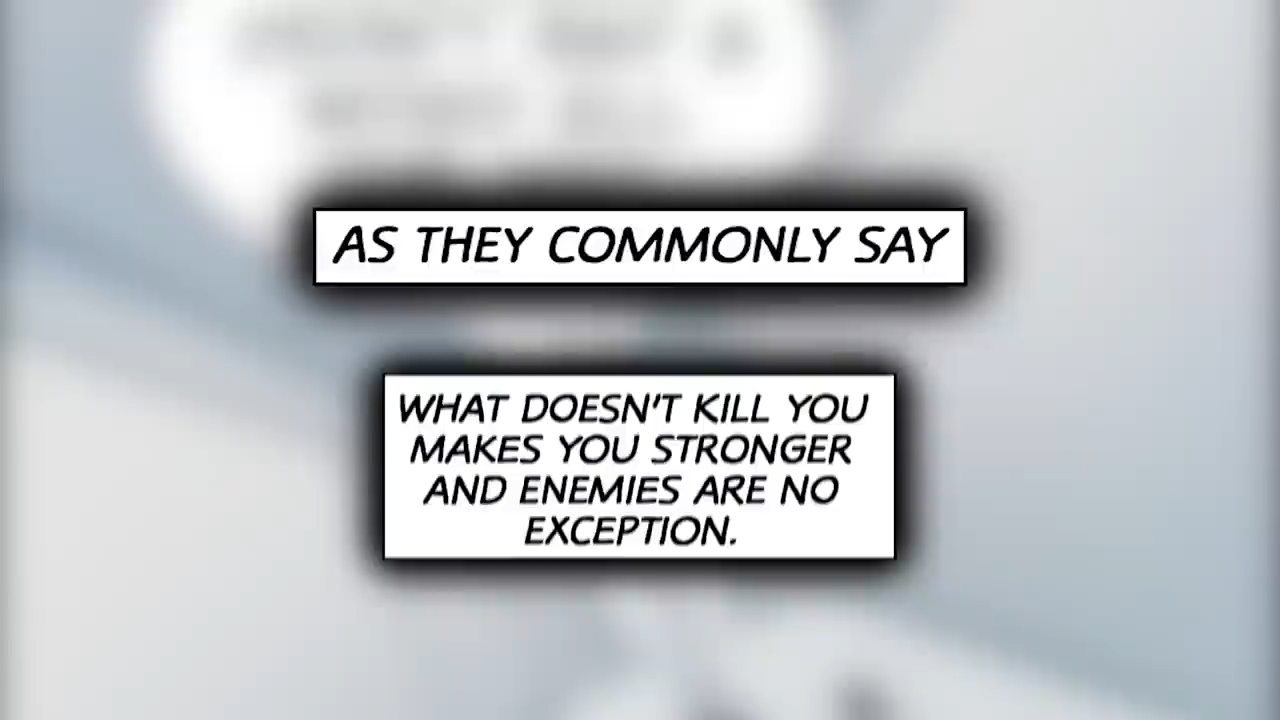 AS THEY COMMONLY SAY
WHAT DOESN'T KILL YOU
MAKES YOU STRONGER
AND ENEMIES ARE NO
EXCEPTION.